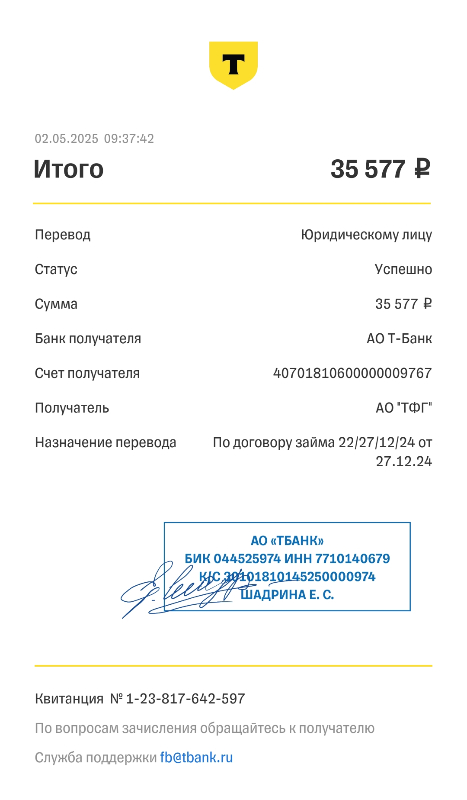 Т
02.05.2025 09:37:42
Итого 35 577 ₽
Перевод Юридическому лицу
Статус Успешно
Сумма 35 577 ₽
Банк получателя АО Т-Банк
Счет получателя 40701810600000009767
Получатель АО "ТФГ"
Назначение перевода По договору займа 22/27/12/24 от
27.12.24
АО «ТБАНК»
БИК 044525974 ИНН 7710140679
К/С 30101810145250000974
ШАДРИНА Е. С.
Квитанция № 1-23-817-642-597
По вопросам зачисления обращайтесь к получателю
Служба поддержки fb@tbank.ru